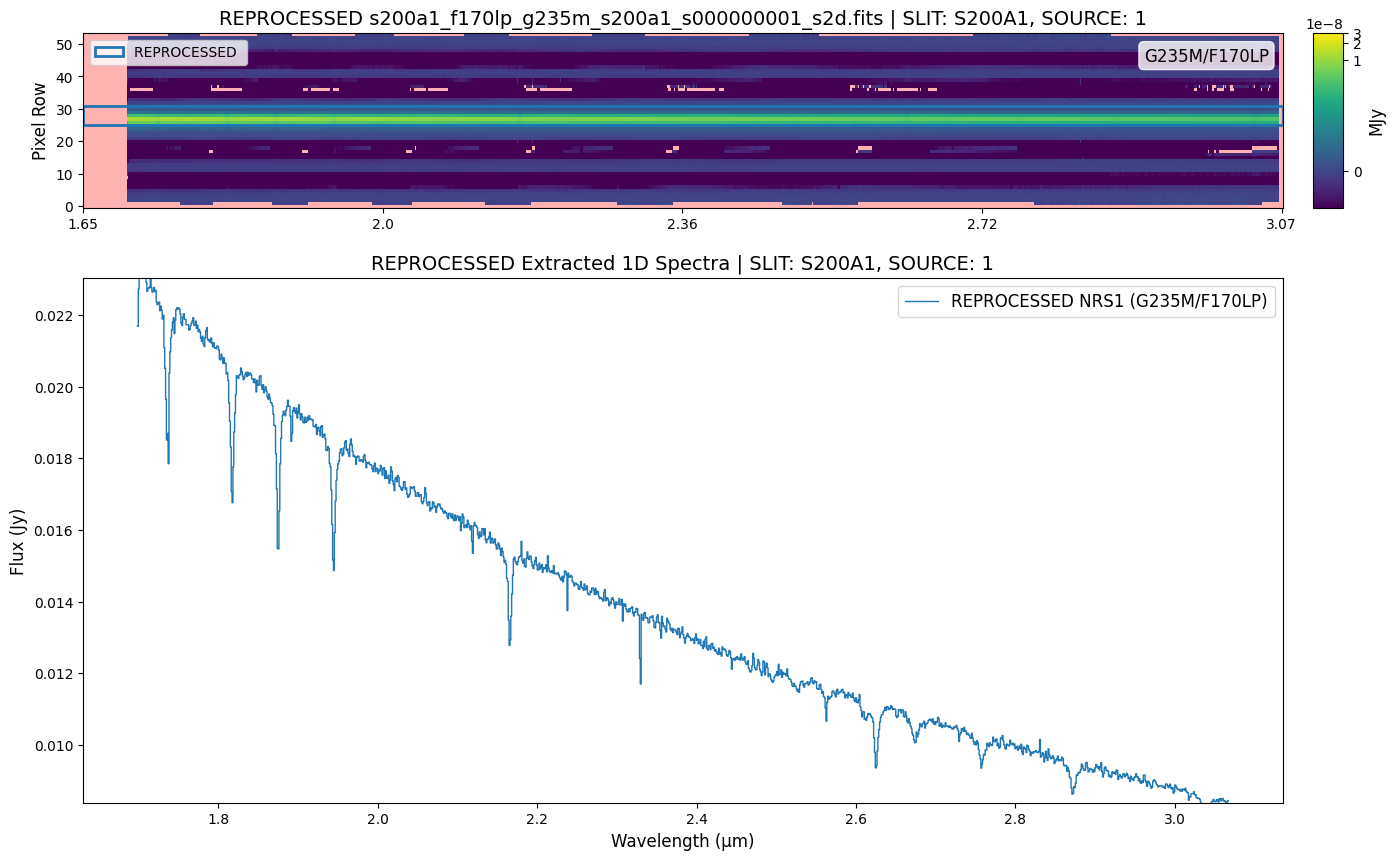 REPROCESSED s200a1_f170lp_g235m_s200a1_s000000001_s2d.fits | SLIT: S200A1, SOURCE: 1
1e−8
50
40
30
20
10
0
Pixel Row
REPROCESSED
G235M/F170LP
3
2
1
0
MJy
1.65
2.0
2.36
2.72
3.07
REPROCESSED Extracted 1D Spectra | SLIT: S200A1, SOURCE: 1
REPROCESSED NRS1 (G235M/F170LP)
0.022
0.020
0.018
0.016
0.014
0.012
0.010
Flux (Jy)
1.8
2.0
2.2
2.4
2.6
2.8
3.0
Wavelength (μm)